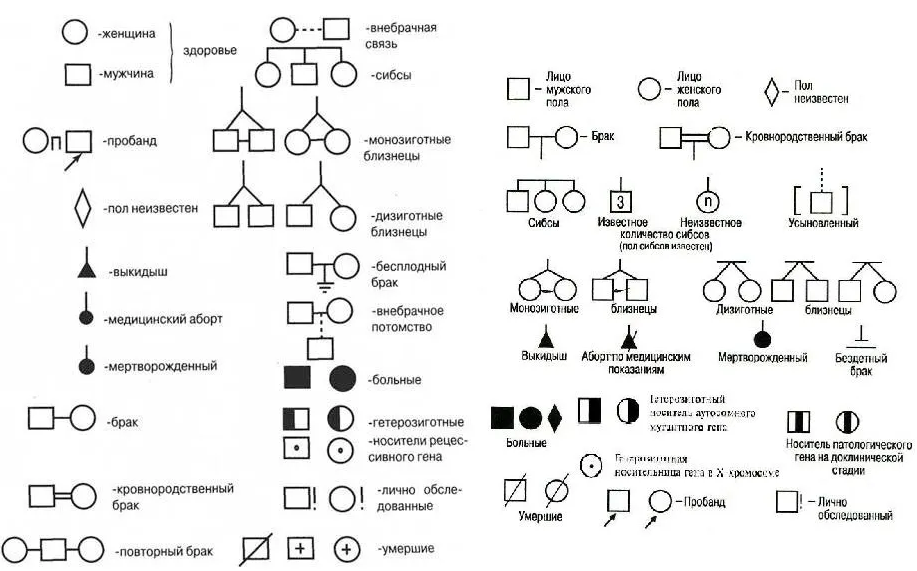 -женщина
-мужчина
здоровье
-пробанд
-пол неизвестен
-выкидыш
-медицинский аборт
-мертворожденный
-брак
-кровнородственный
брак
-повторный брак
-внебрачная
связь
-сибсы
-монозиготные
близнецы
-дизиготные
близнецы
-бесплодный
брак
-внебрачное
потомство
-больные
-гетерозиготные
-носители рецес-
сивного гена
! ! -лично обсле-
дованные
+ + -умершие
Лицо
– мужского
пола
Лицо
– женского
пола
Пол
– неизвестен
– Брак
– Кровнородственный брак
[ ]
3
n
Сибсы
Известное
Неизвестное
количество сибсов
(пол сибсов известен)
Усыновленный
Монозиготные
близнецы
Дизиготные
близнецы
Выкидыш
Аборт по медицинским
показаниям
Мертворожденный
Бездетный
брак
Больные
Гетерозиготный
носитель аутосомного
мутантного гена
Носитель патологического
гена на доклинической
стадии
Гетерозиготная
носительница гена в X-хромосоме
Умершие
– Пробанд
! – Лично
обследованный